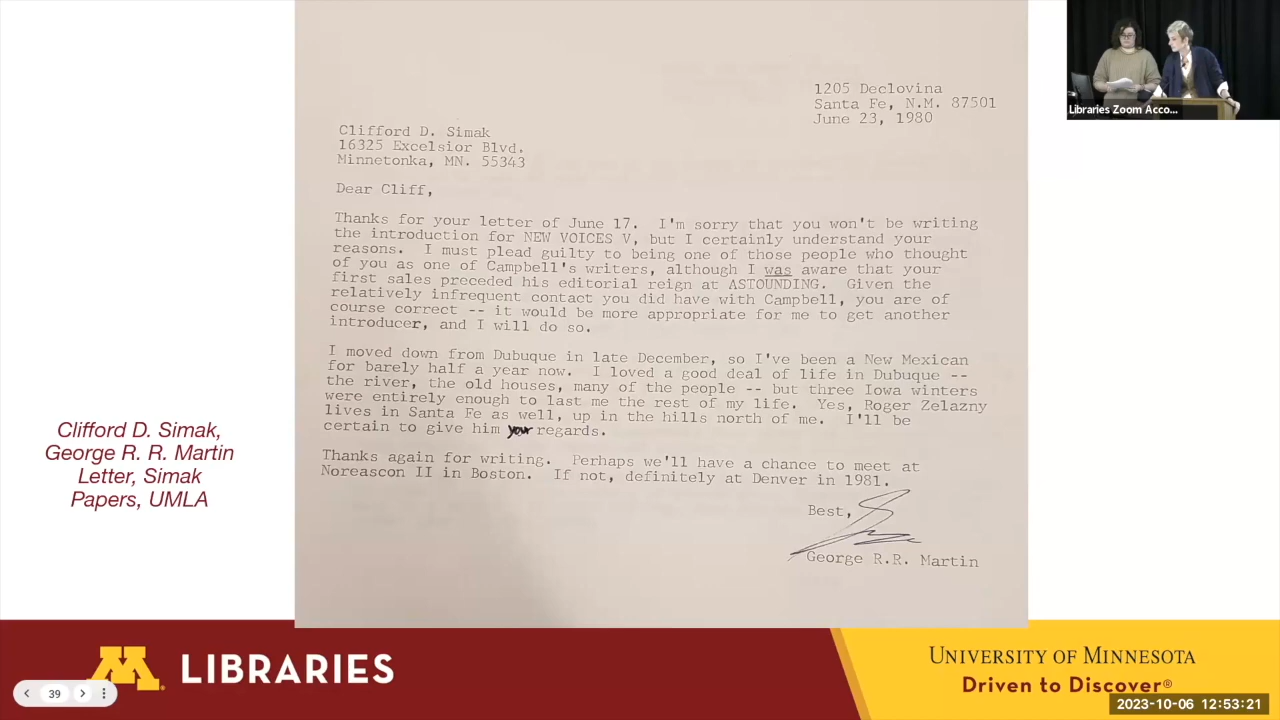 1205 Declovina
Santa Fe, N.M. 87501
June 23, 1980
Clifford D. Simak
16325 Excelsior Blvd.
Minnetonka, MN. 55343
Dear Cliff,
Thanks for your letter of June 17. I'm sorry that you won't be writing
the introduction for NEW VOICES V, but I certainly understand your
reasons. I must plead guilty to being one of those people who thought
of you as one of Campbell's writers, although I was aware that your
first sales preceded his editorial reign at ASTOUNDING. Given the
relatively infrequent contact you did have with Campbell, you are of
course correct -- it would be more appropriate for me to get another
introducer, and I will do so.
I moved down from Dubuque in late December, so I've been a New Mexican
for barely half a year now. I loved a good deal of life in Dubuque --
the river, the old houses, many of the people -- but three Iowa winters
were entirely enough to last me the rest of my life. Yes, Roger Zelazny
lives in Santa Fe as well, up in the hills north of me. I'll be
certain to give him your regards.
Thanks again for writing. Perhaps we'll have a chance to meet at
Noreascon II in Boston. If not, definitely at Denver in 1981.
Best,
George R.R. Martin
Clifford D. Simak,
George R. R. Martin
Letter, Simak
Papers, UMLA
Libraries Zoom Acco...
M LIBRARIES
UNIVERSITY OF MINNESOTA
Driven to Discover®
39
2023-10-06 12:53:21